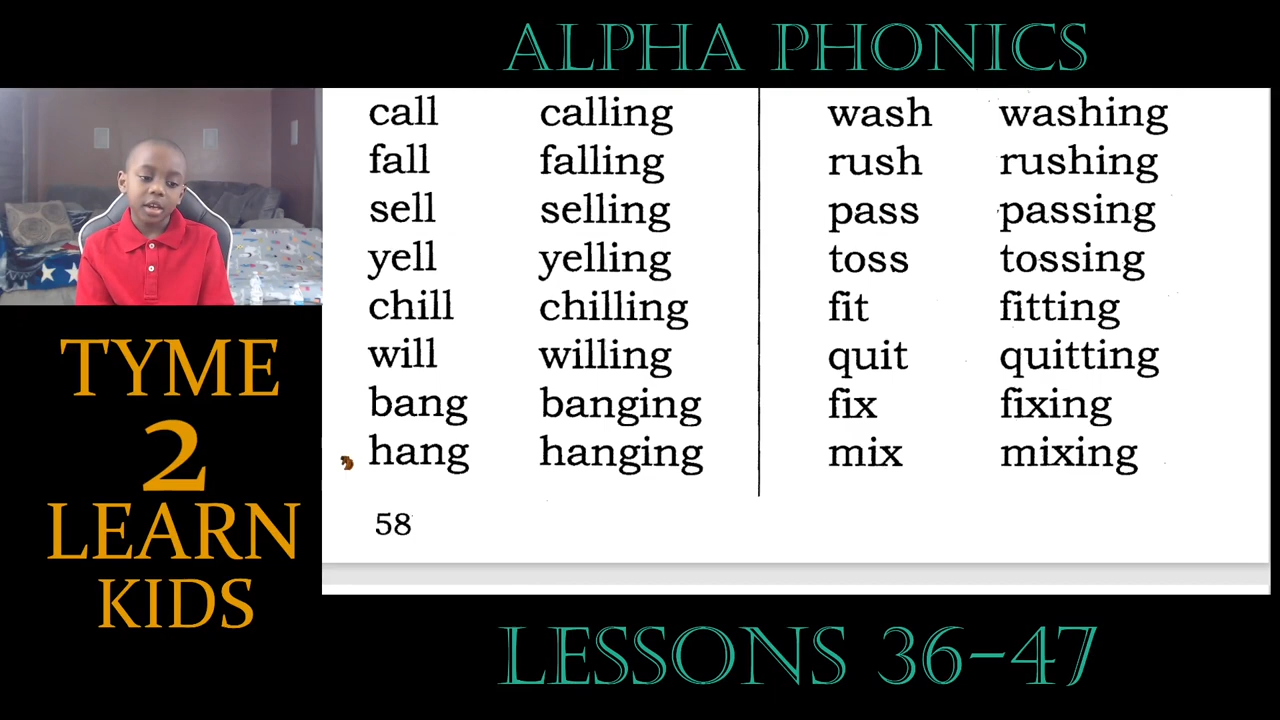 ALPHA PHONICS
call calling wash washing
fall falling rush rushing
sell selling pass passing
yell yelling toss tossing
chill chilling fit fitting
will willing quit quitting
bang banging fix fixing
hang hanging mix mixing
58
TYME
2
LEARN
KIDS
LESSONS 36-47